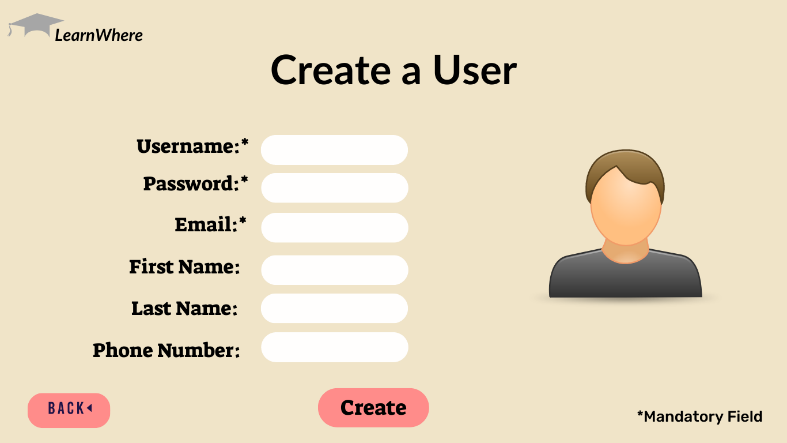 LearnWhere
Create a User
Username:*
Password:*
Email:*
First Name:
Last Name:
Phone Number:
BACK
Create
*Mandatory Field